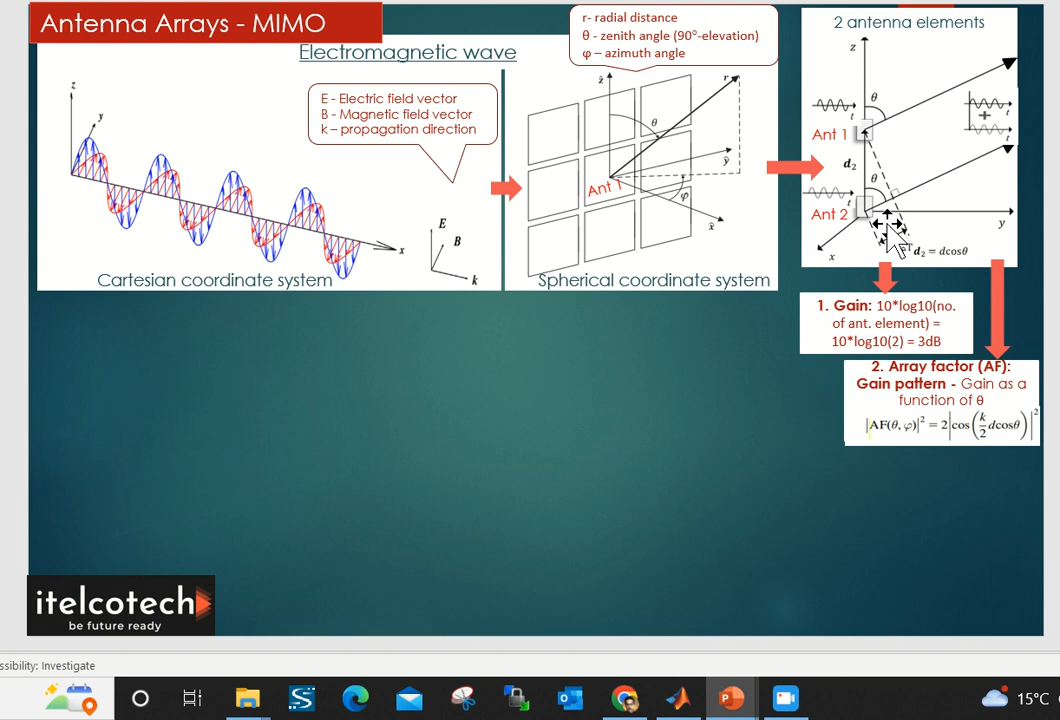 Antenna Arrays - MIMO
Electromagnetic wave
E - Electric field vector
B - Magnetic field vector
k – propagation direction
z
y
x
E
B
k
Cartesian coordinate system
r- radial distance
θ - zenith angle (90°-elevation)
φ – azimuth angle
ẑ
r
θ
ŷ
Ant 1
φ
x̂
Spherical coordinate system
2 antenna elements
z
θ
t
t
+
t
Ant 1
d₂
θ
t
Ant 2
y
x
d₂ = dcosθ
1. Gain: 10*log10(no.
of ant. element) =
10*log10(2) = 3dB
2. Array factor (AF):
Gain pattern - Gain as a
function of θ
|AF(θ, φ)|² = 2|cos(k/2 dcosθ)|²
itelcotech
be future ready
ssibility: Investigate
15°C